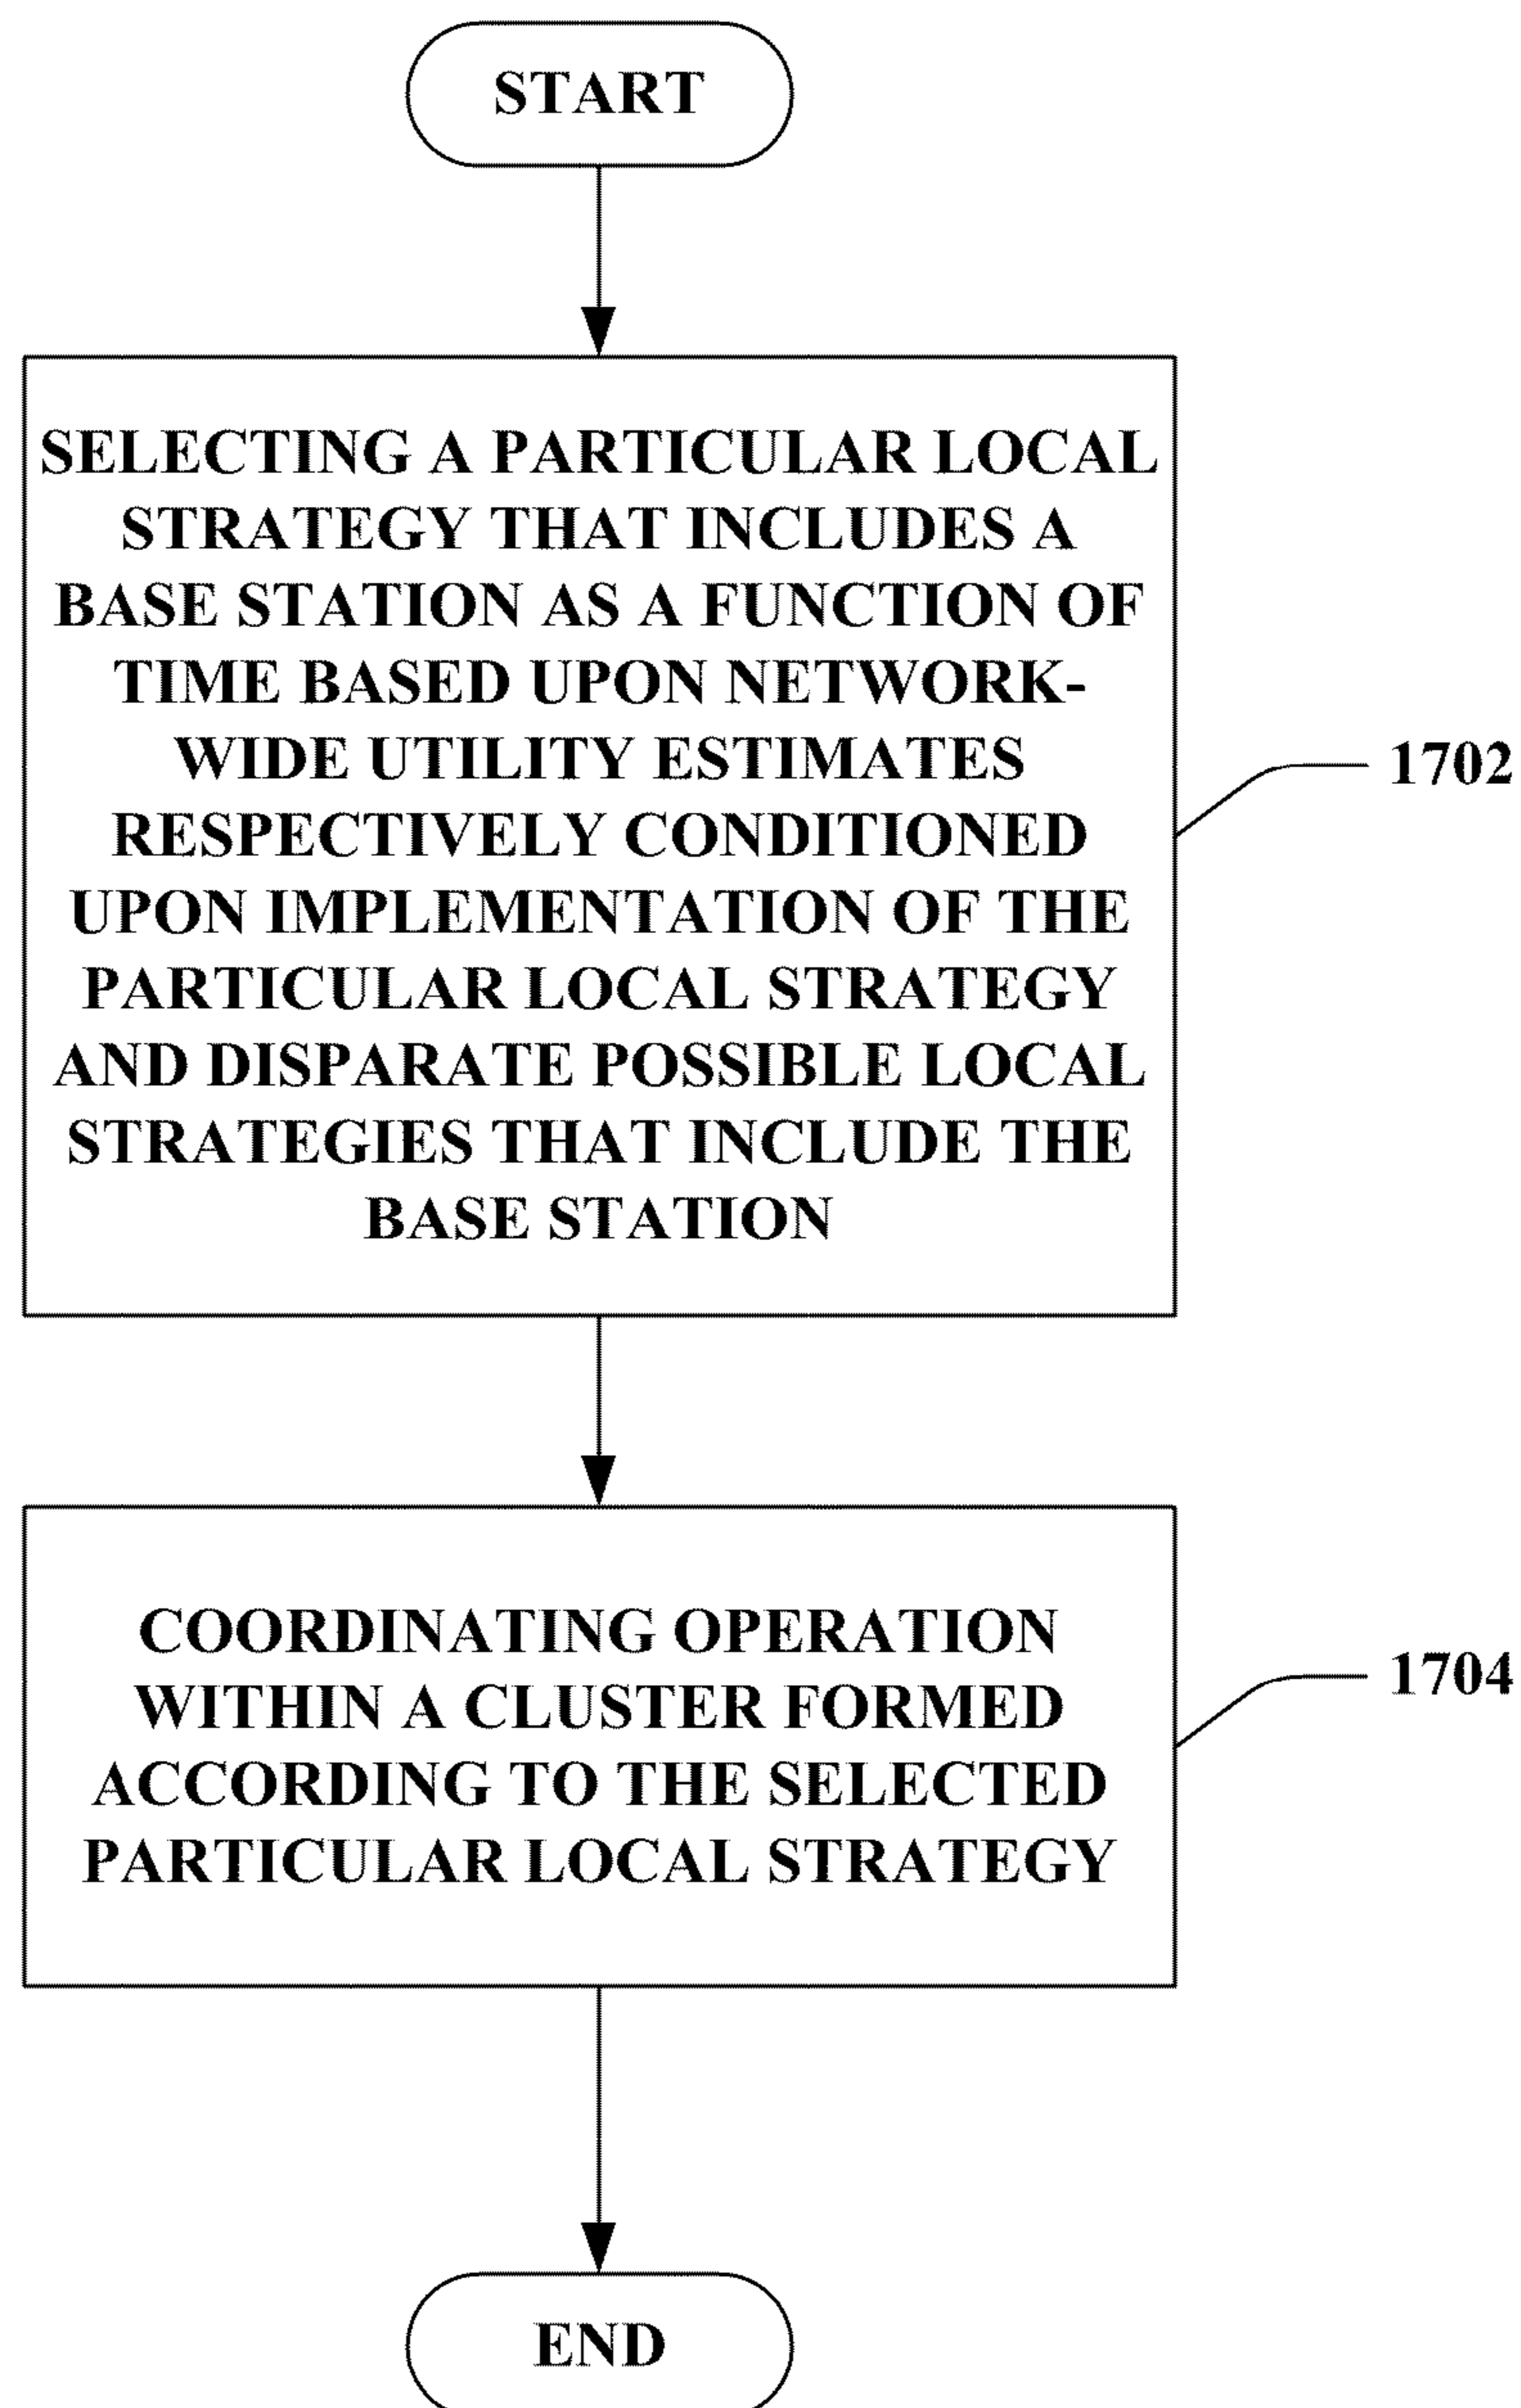 START
SELECTING A PARTICULAR LOCAL
STRATEGY THAT INCLUDES A
BASE STATION AS A FUNCTION OF
TIME BASED UPON NETWORK-
WIDE UTILITY ESTIMATES
RESPECTIVELY CONDITIONED
UPON IMPLEMENTATION OF THE
PARTICULAR LOCAL STRATEGY
AND DISPARATE POSSIBLE LOCAL
STRATEGIES THAT INCLUDE THE
BASE STATION
1702
COORDINATING OPERATION
WITHIN A CLUSTER FORMED
ACCORDING TO THE SELECTED
PARTICULAR LOCAL STRATEGY
1704
END